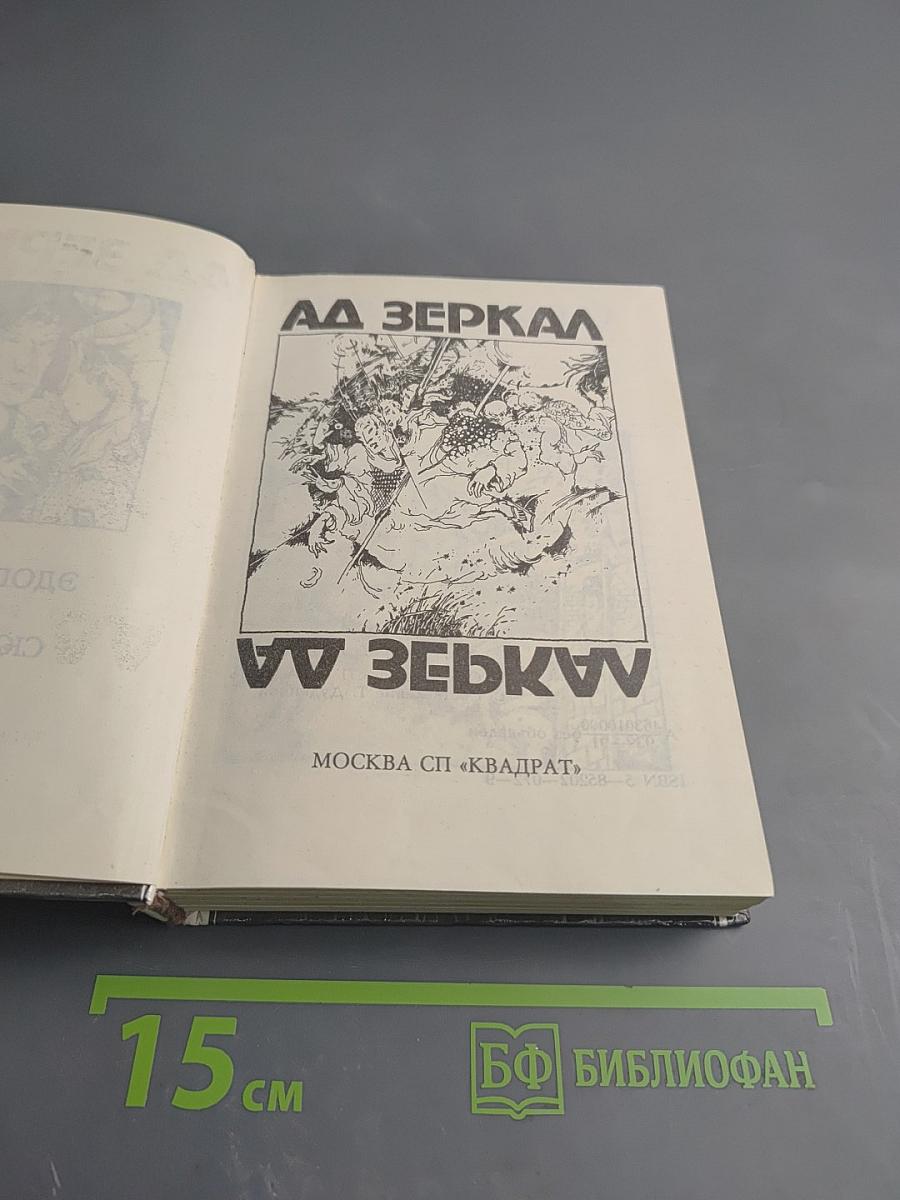 АД ЗЕРКАЛ
АД ЗЕРКАЛ
МОСКВА СП «КВАДРАТ»
15 см
БФ БИБЛИОФАН